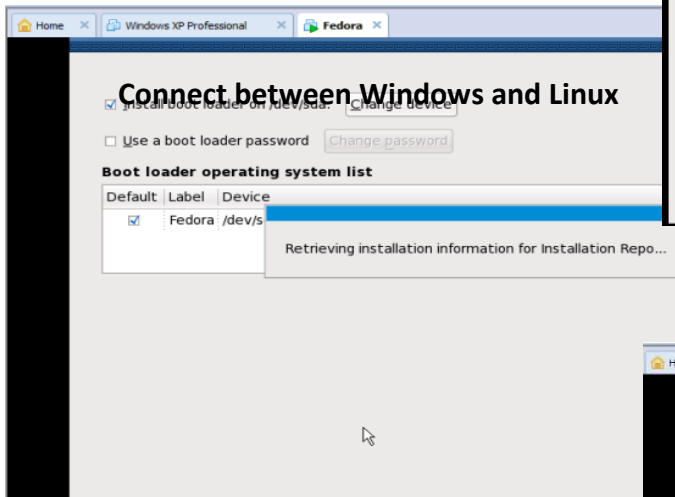 Home Windows XP Professional Fedora
Connect between Windows and Linux
Install boot loader on /dev/sda. Change device
Use a boot loader password Change password
Boot loader operating system list
Default Label Device
Fedora /dev/s
Retrieving installation information for Installation Repo...
H